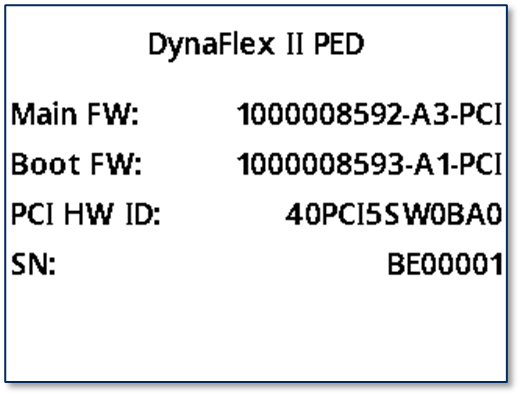 DynaFlex II PED
Main FW: 1000008592-A3-PCI
Boot FW: 1000008593-A1-PCI
PCI HW ID: 40PCI5SW0BA0
SN: BE00001